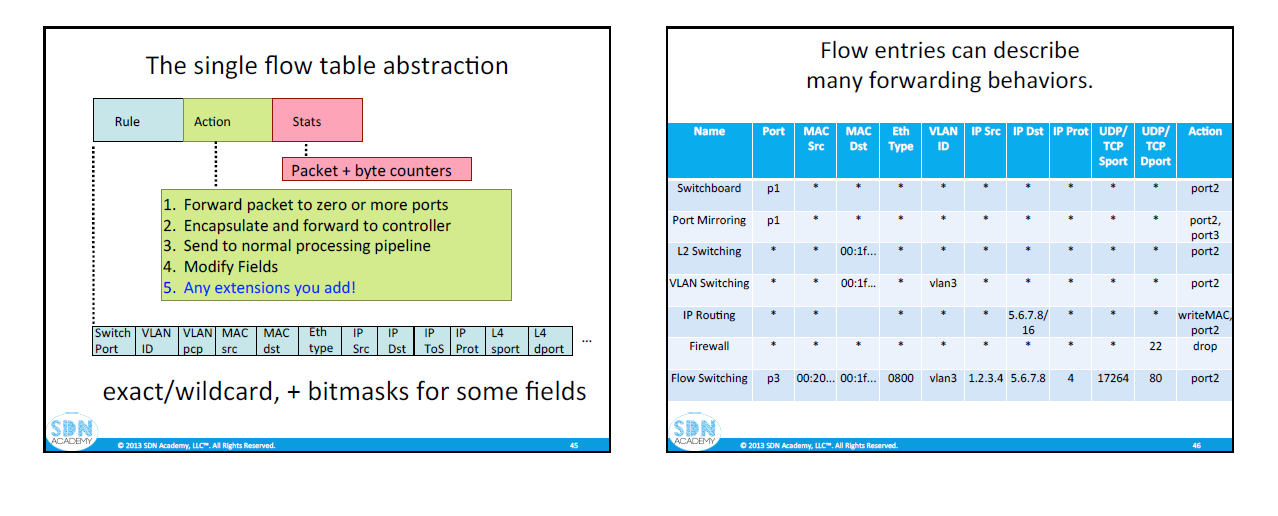 The single flow table abstraction
Rule Action Stats
Packet + byte counters
1. Forward packet to zero or more ports
2. Encapsulate and forward to controller
3. Send to normal processing pipeline
4. Modify Fields
5. Any extensions you add!
Switch VLAN VLAN MAC MAC Eth IP IP IP IP L4 L4
Port ID pcp src dst type Src Dst ToS Prot sport dport ...
exact/wildcard, + bitmasks for some fields
SDN
ACADEMY
© 2013 SDN Academy, LLC™. All Rights Reserved. 45
Flow entries can describe
many forwarding behaviors.
Name Port MAC MAC Eth VLAN IP Src IP Dst IP Prot UDP/ UDP/ Action
Src Dst Type ID TCP TCP
Sport Dport
Switchboard p1 * * * * * * * * * port2
Port Mirroring p1 * * * * * * * * * port2,
port3
L2 Switching * * 00:1f... * * * * * * * port2
VLAN Switching * * 00:1f... * vlan3 * * * * * port2
IP Routing * * * * * 5.6.7.8/ * * * writeMAC,
16 port2
Firewall * * * * * * * * * 22 drop
Flow Switching p3 00:20... 00:1f... 0800 vlan3 1.2.3.4 5.6.7.8 4 17264 80 port2
SDN
ACADEMY
© 2013 SDN Academy, LLC™. All Rights Reserved. 46